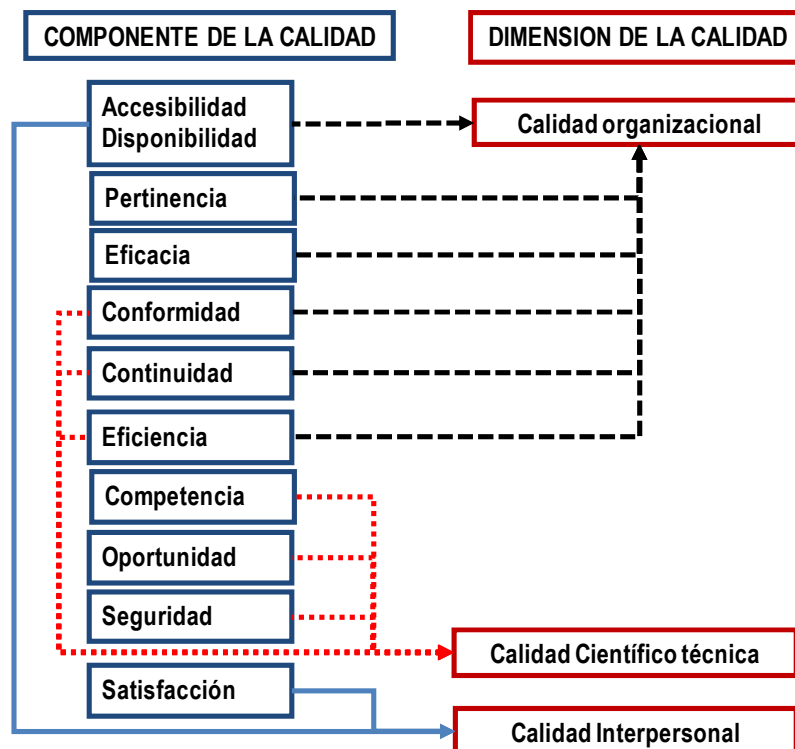 COMPONENTE DE LA CALIDAD
DIMENSION DE LA CALIDAD
Accesibilidad
Disponibilidad
Calidad organizacional
Pertinencia
Eficacia
Conformidad
Continuidad
Eficiencia
Competencia
Oportunidad
Seguridad
Calidad Científico técnica
Satisfacción
Calidad Interpersonal